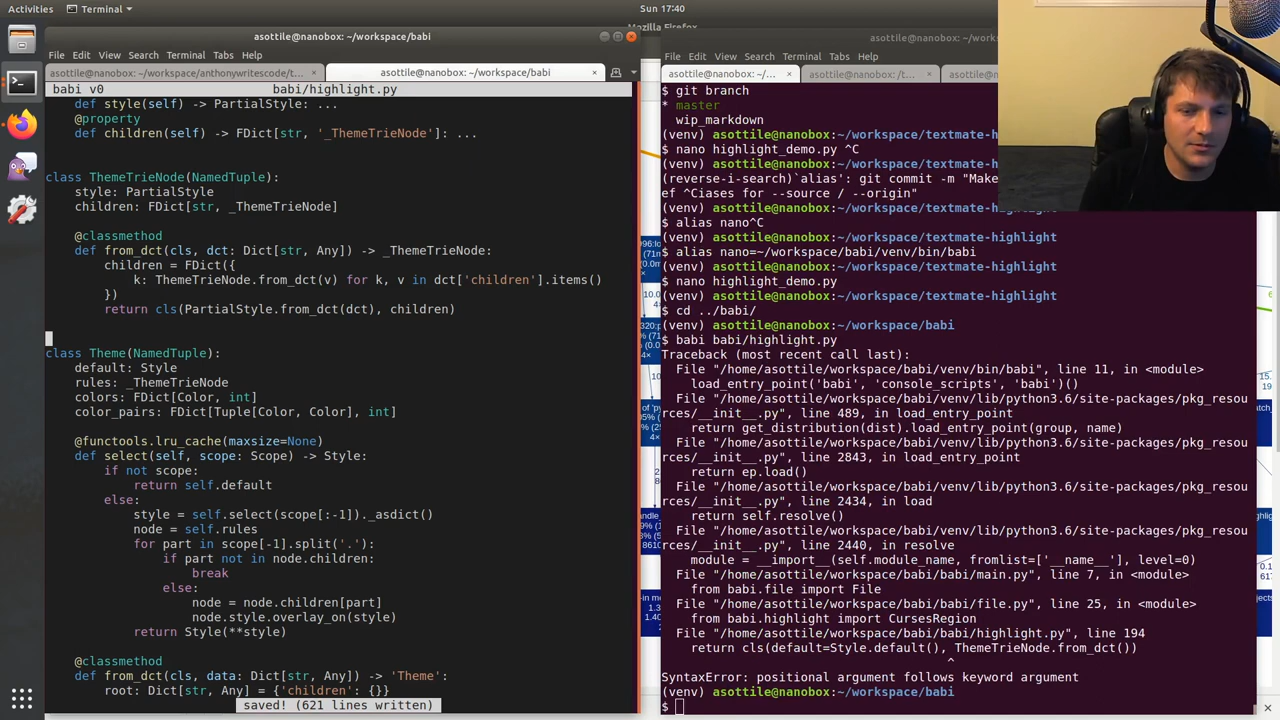 Activities
Terminal
Sun 17:40
Mozilla Firefox
asottile@nanobox: ~/workspace/babi
File Edit View Search Terminal Tabs Help
asottile@nanobox: ~/workspace/anthonywritescode/t...
asottile@nanobox: ~/workspace/babi
babi v0
babi/highlight.py
def style(self) -> PartialStyle: ...
@property
def children(self) -> FDict[str, '_ThemeTrieNode']: ...
class ThemeTrieNode(NamedTuple):
style: PartialStyle
children: FDict[str, _ThemeTrieNode]
@classmethod
def from_dct(cls, dct: Dict[str, Any]) -> _ThemeTrieNode:
children = FDict({
k: ThemeTrieNode.from_dct(v) for k, v in dct['children'].items()
})
return cls(PartialStyle.from_dct(dct), children)
class Theme(NamedTuple):
default: Style
rules: _ThemeTrieNode
colors: FDict[Color, int]
color_pairs: FDict[Tuple[Color, Color], int]
@functools.lru_cache(maxsize=None)
def select(self, scope: Scope) -> Style:
if not scope:
return self.default
else:
style = self.select(scope[:-1])._asdict()
node = self.rules
for part in scope[-1].split('.'):
if part not in node.children:
break
else:
node = node.children[part]
node.style.overlay_on(style)
return Style(**style)
@classmethod
def from_dct(cls, data: Dict[str, Any]) -> 'Theme':
root: Dict[str, Any] = {'children': {}}
saved! (621 lines written)
asottile@nanobox: ~/works
File Edit View Search Terminal Tabs Help
asottile@nanobox: ~/...
asottile@nanobox: /t...
asottile@nanob
git branch
* master
wip_markdown
(venv) asottile@nanobox:~/workspace/textmate-h
$ nano highlight_demo.py ^C
(venv) asottile@nanobox:~/workspace/textmate-h
(reverse-i-search)`alias': git commit -m "Make
ef ^Ciases for --source / --origin"
(venv) asottile@nanobox:~/workspace/textmate-highlight
$ alias nano^C
(venv) asottile@nanobox:~/workspace/textmate-highlight
$ alias nano=~/workspace/babi/venv/bin/babi
(venv) asottile@nanobox:~/workspace/textmate-highlight
$ nano highlight_demo.py
(venv) asottile@nanobox:~/workspace/textmate-highlight
$ cd ../babi/
(venv) asottile@nanobox:~/workspace/babi
$ babi babi/highlight.py
Traceback (most recent call last):
File "/home/asottile/workspace/babi/venv/bin/babi", line 11, in <module>
load_entry_point('babi', 'console_scripts', 'babi')()
File "/home/asottile/workspace/babi/venv/lib/python3.6/site-packages/pkg_resou
rces/__init__.py", line 489, in load_entry_point
return get_distribution(dist).load_entry_point(group, name)
File "/home/asottile/workspace/babi/venv/lib/python3.6/site-packages/pkg_resou
rces/__init__.py", line 2843, in load_entry_point
return ep.load()
File "/home/asottile/workspace/babi/venv/lib/python3.6/site-packages/pkg_resou
rces/__init__.py", line 2434, in load
return self.resolve()
File "/home/asottile/workspace/babi/venv/lib/python3.6/site-packages/pkg_resou
rces/__init__.py", line 2440, in resolve
module = __import__(self.module_name, fromlist=['__name__'], level=0)
File "/home/asottile/workspace/babi/babi/main.py", line 7, in <module>
from babi.file import File
File "/home/asottile/workspace/babi/babi/file.py", line 25, in <module>
from babi.highlight import CursesRegion
File "/home/asottile/workspace/babi/babi/highlight.py", line 194
return cls(default=Style.default(), ThemeTrieNode.from_dct())
^
SyntaxError: positional argument follows keyword argument
(venv) asottile@nanobox:~/workspace/babi
$